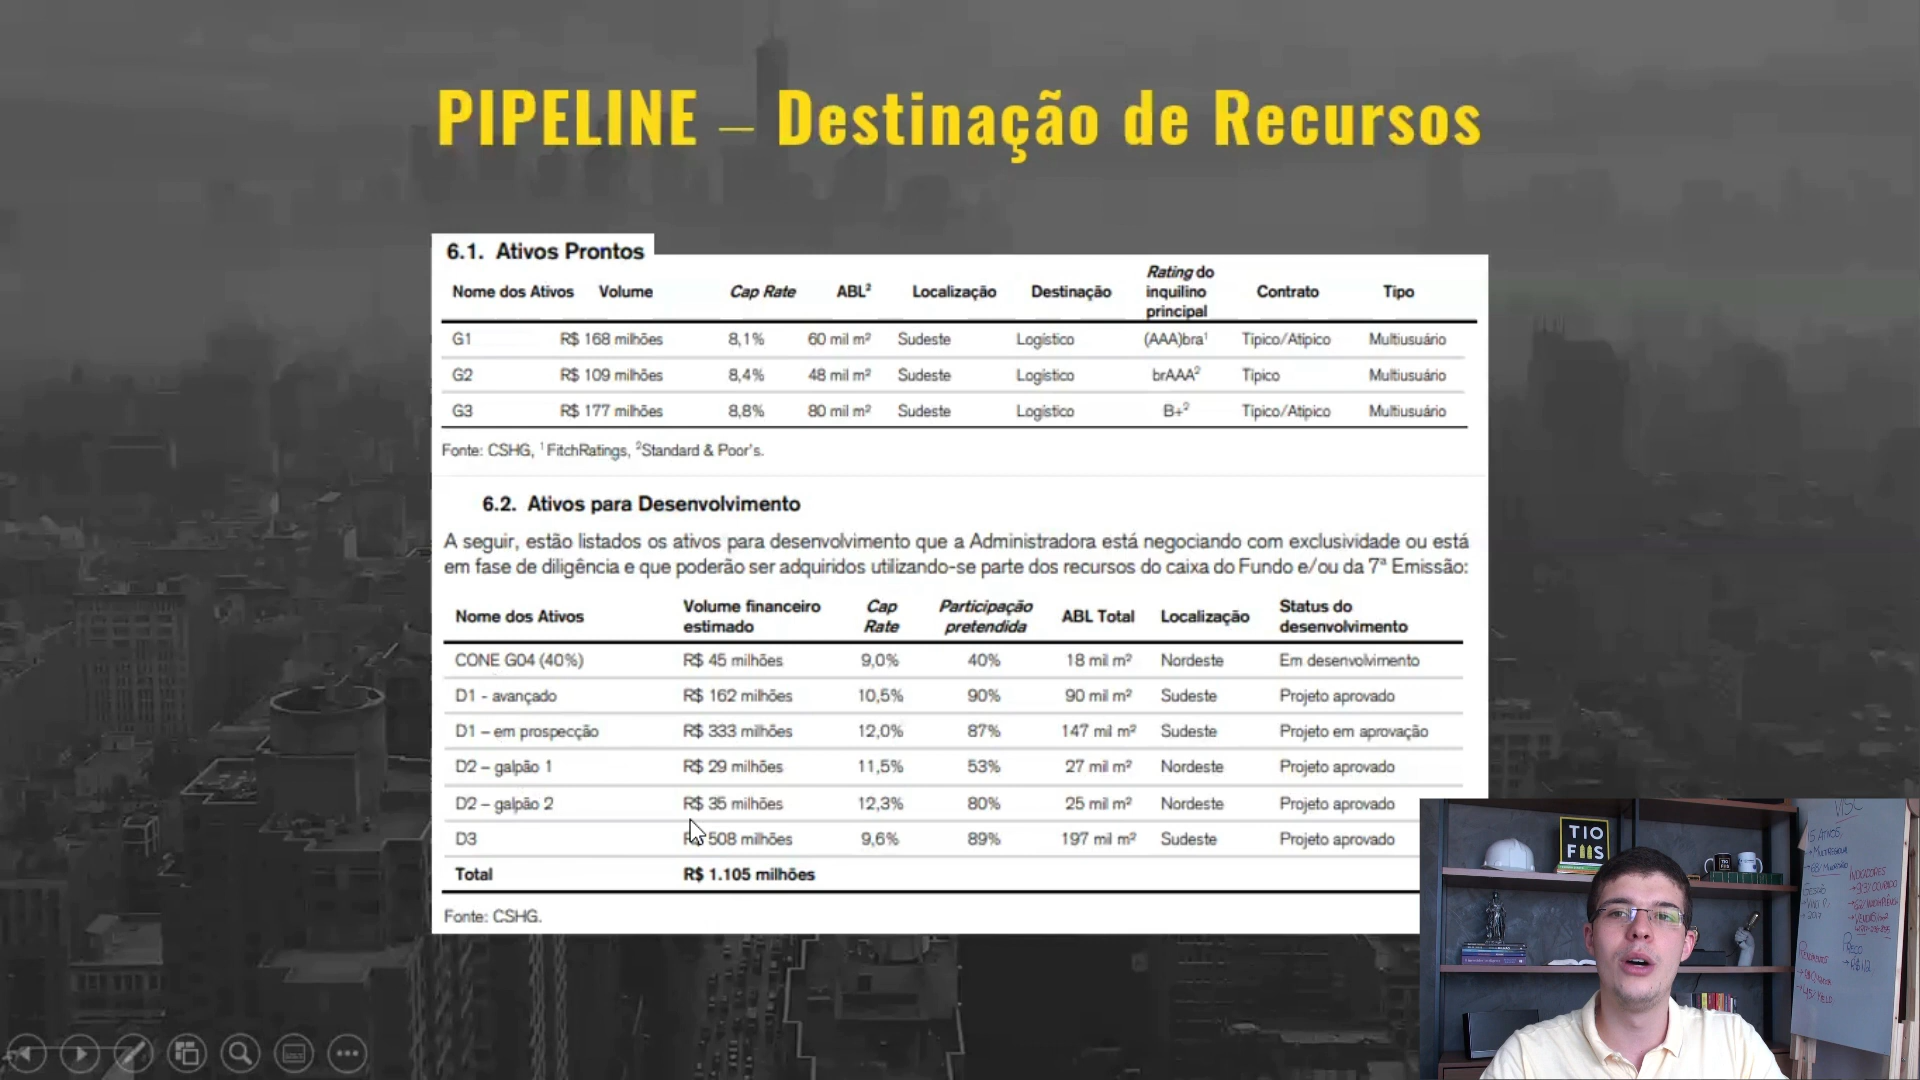 PIPELINE – Destinação de Recursos
6.1. Ativos Prontos
Nome dos Ativos Volume Cap Rate ABL² Localização Destinação Rating do inquilino principal Contrato Tipo
G1 R$ 168 milhões 8,1% 60 mil m² Sudeste Logístico (AAA)bra¹ Típico/Atípico Multiusuário
G2 R$ 109 milhões 8,4% 48 mil m² Sudeste Logístico brAAA² Típico Multiusuário
G3 R$ 177 milhões 8,8% 80 mil m² Sudeste Logístico B+² Típico/Atípico Multiusuário
Fonte: CSHG, ¹FitchRatings, ²Standard & Poor's.
6.2. Ativos para Desenvolvimento
A seguir, estão listados os ativos para desenvolvimento que a Administradora está negociando com exclusividade ou está
em fase de diligência e que poderão ser adquiridos utilizando-se parte dos recursos do caixa do Fundo e/ou da 7ª Emissão:
Nome dos Ativos Volume financeiro estimado Cap Rate Participação pretendida ABL Total Localização Status do desenvolvimento
CONE G04 (40%) R$ 45 milhões 9,0% 40% 18 mil m² Nordeste Em desenvolvimento
D1 - avançado R$ 162 milhões 10,5% 90% 90 mil m² Sudeste Projeto aprovado
D1 – em prospecção R$ 333 milhões 12,0% 87% 147 mil m² Sudeste Projeto em aprovação
D2 – galpão 1 R$ 29 milhões 11,5% 53% 27 mil m² Nordeste Projeto aprovado
D2 – galpão 2 R$ 35 milhões 12,3% 80% 25 mil m² Nordeste Projeto aprovado
D3 R$ 508 milhões 9,6% 89% 197 mil m² Sudeste Projeto aprovado
Total R$ 1.105 milhões
Fonte: CSHG.
TIO
FIIS
15 ATIVOS